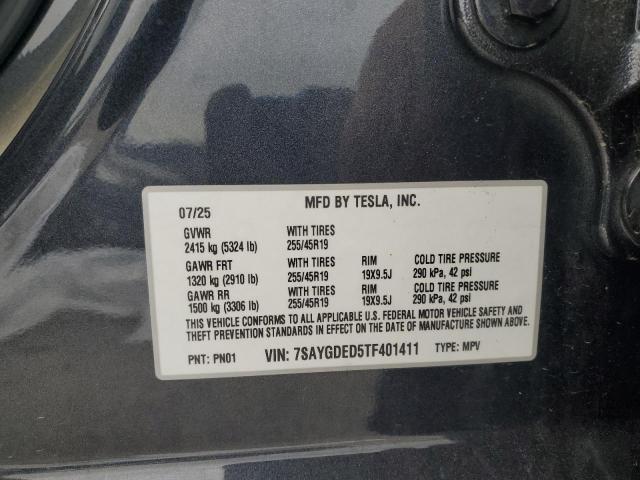 07/25 MFD BY TESLA, INC.
GVWR WITH TIRES
2415 kg (5324 lb) 255/45R19
GAWR FRT WITH TIRES RIM COLD TIRE PRESSURE
1320 kg (2910 lb) 255/45R19 19X9.5J 290 kPa, 42 psi
GAWR RR WITH TIRES RIM COLD TIRE PRESSURE
1500 kg (3306 lb) 255/45R19 19X9.5J 290 kPa, 42 psi
THIS VEHICLE CONFORMS TO ALL APPLICABLE U.S. FEDERAL MOTOR VEHICLE SAFETY AND
THEFT PREVENTION STANDARDS IN EFFECT ON THE DATE OF MANUFACTURE SHOWN ABOVE.
PNT: PN01 VIN: 7SAYGDED5TF401411 TYPE: MPV